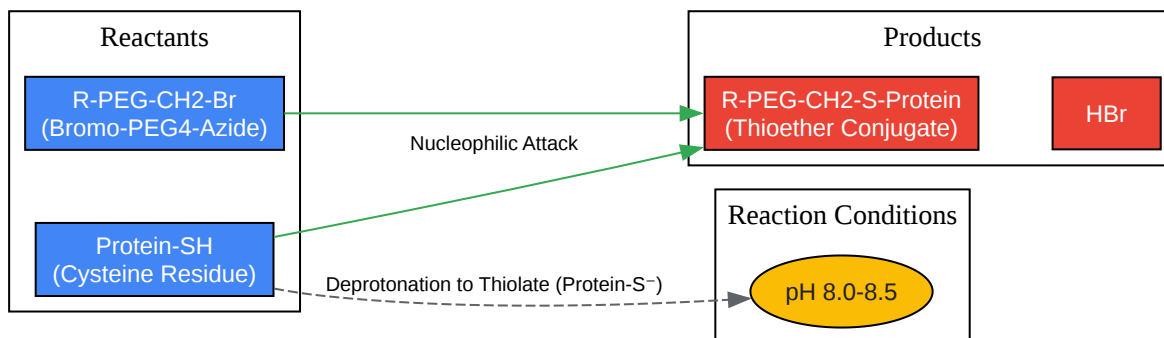 Reactants
R-PEG-CH2-Br
(Bromo-PEG4-Azide)
Protein-SH
(Cysteine Residue)
Nucleophilic Attack
Deprotonation to Thiolate (Protein-S⁻)
Products
R-PEG-CH2-S-Protein
(Thioether Conjugate)
HBr
Reaction Conditions
pH 8.0-8.5